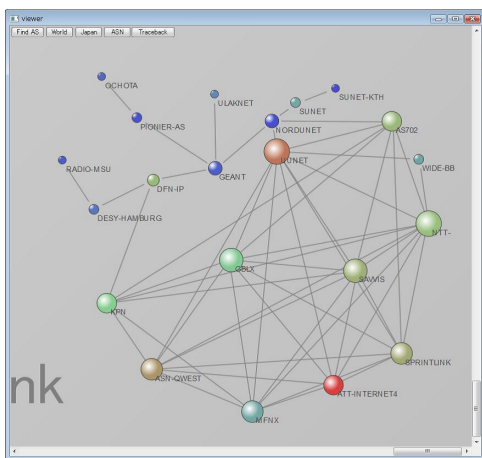 viewer
Find AS World Japan ASN Traceback
OCHOTA
ULAKNET
SUNET-KTH
SUNET
PIONIER-AS
NORDUNET
AS702
UUNET
RADIO-MSU
WIDE-BB
GEANT
DFN-IP
DESY-HAMBURG
NTT-
GBLX
SAVVIS
KPN
SPRINTLINK
ASN-QWEST
nk
ATT-INTERNET4
MFNX